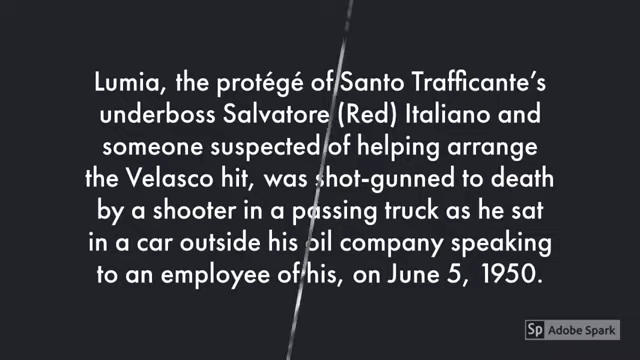 Lumia, the protégé of Santo Trafficante's
underboss Salvatore (Red) Italiano and
someone suspected of helping arrange
the Velasco hit, was shot-gunned to death
by a shooter in a passing truck as he sat
in a car outside his oil company speaking
to an employee of his, on June 5, 1950.
Sp Adobe Spark